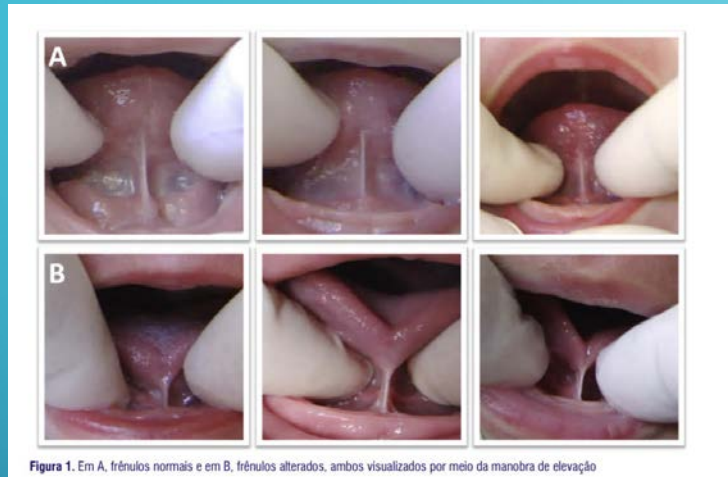 A
B
Figura 1. Em A, frênulos normais e em B, frênulos alterados, ambos visualizados por meio da manobra de elevação